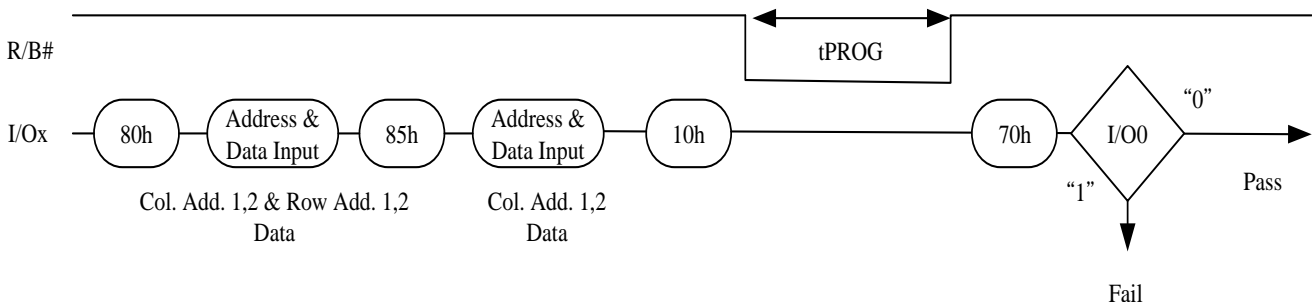 R/B#
tPROG
I/Ox
80h
Address &
Data Input
85h
Address &
Data Input
10h
70h
I/O0
“0”
“1”
Pass
Col. Add. 1,2 & Row Add. 1,2
Data
Col. Add. 1,2
Data
Fail